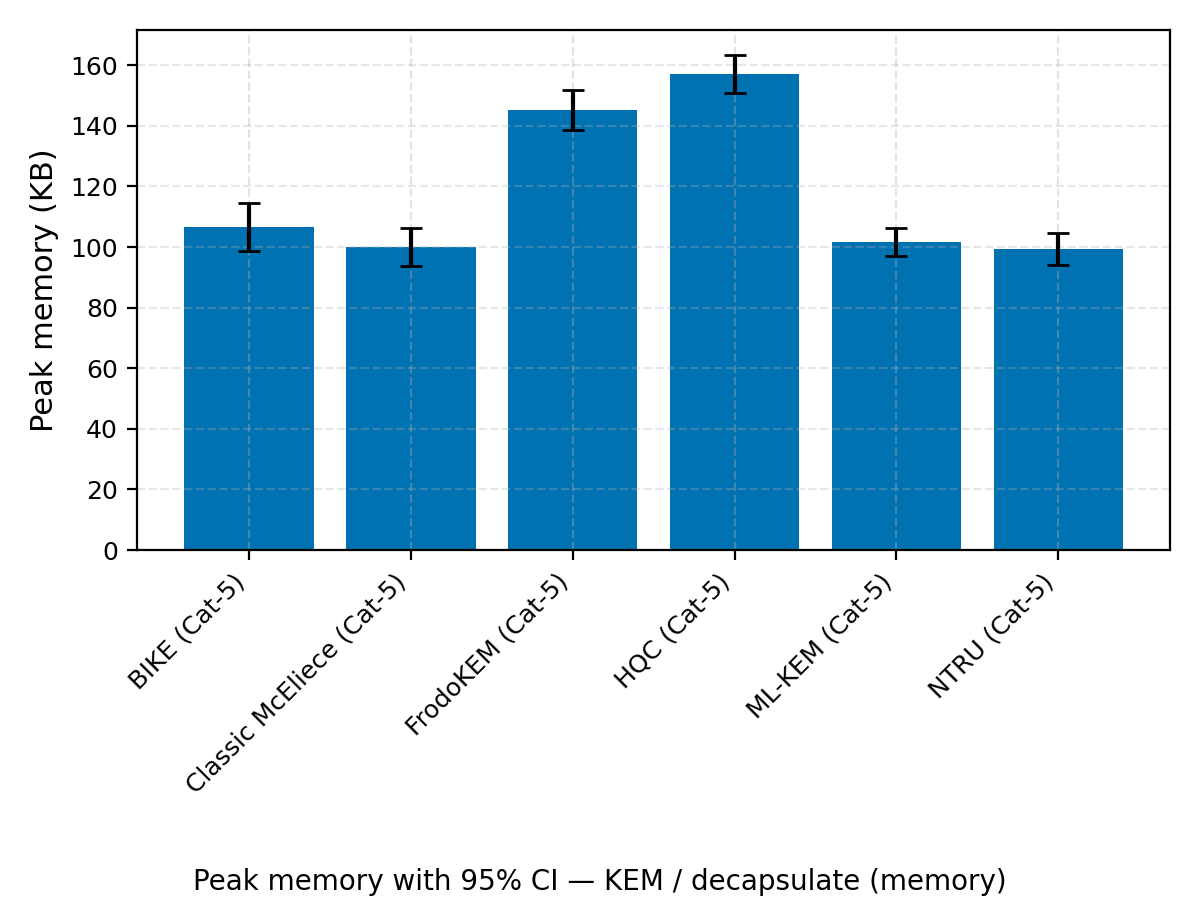 Peak memory (KB)
160
140
120
100
80
60
40
20
0
BIKE (Cat-5)
Classic McEliece (Cat-5)
FrodoKEM (Cat-5)
HQC (Cat-5)
ML-KEM (Cat-5)
NTRU (Cat-5)
Peak memory with 95% CI — KEM / decapsulate (memory)